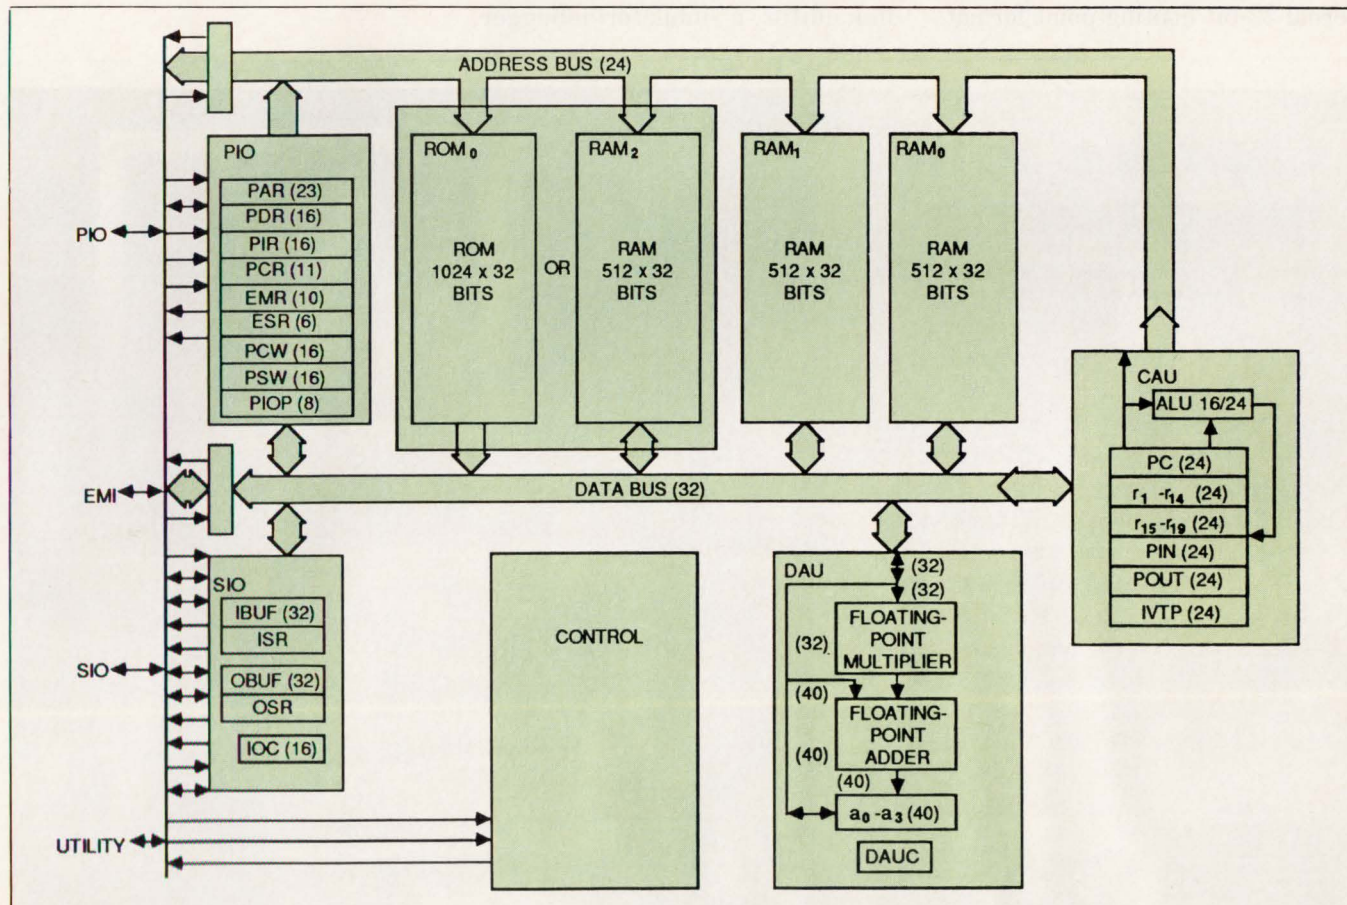 ADDRESS BUS (24)
PIO
PAR (23)
PDR (16)
PIR (16)
PCR (11)
EMR (10)
ESR (6)
PCW (16)
PSW (16)
PIOP (8)
ROM₀
ROM
1024 x 32
BITS
OR
RAM₂
RAM
512 x 32
BITS
RAM₁
RAM
512 x 32
BITS
RAM₀
RAM
512 x 32
BITS
CAU
ALU 16/24
PC (24)
r₁ -r₁₄ (24)
r₁₅-r₁₉ (24)
PIN (24)
POUT (24)
IVTP (24)
PIO
EMI
SIO
UTILITY
DATA BUS (32)
SIO
IBUF (32)
ISR
OBUF (32)
OSR
IOC (16)
CONTROL
DAU
(32)
(32)
FLOATING-
POINT
MULTIPLIER
(32)
(40)
FLOATING-
POINT
ADDER
(40)
(40)
a₀ -a₃ (40)
DAUC